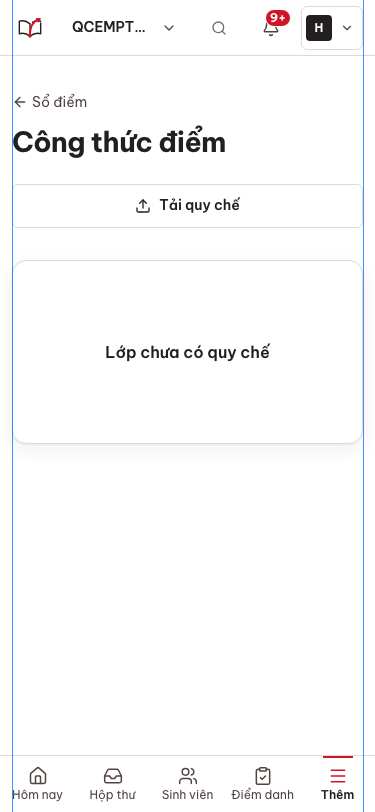 QCEMPT...
9+
H
Sổ điểm
Công thức điểm
Tải quy chế
Lớp chưa có quy chế
Hôm nay
Hộp thư
Sinh viên
Điểm danh
Thêm